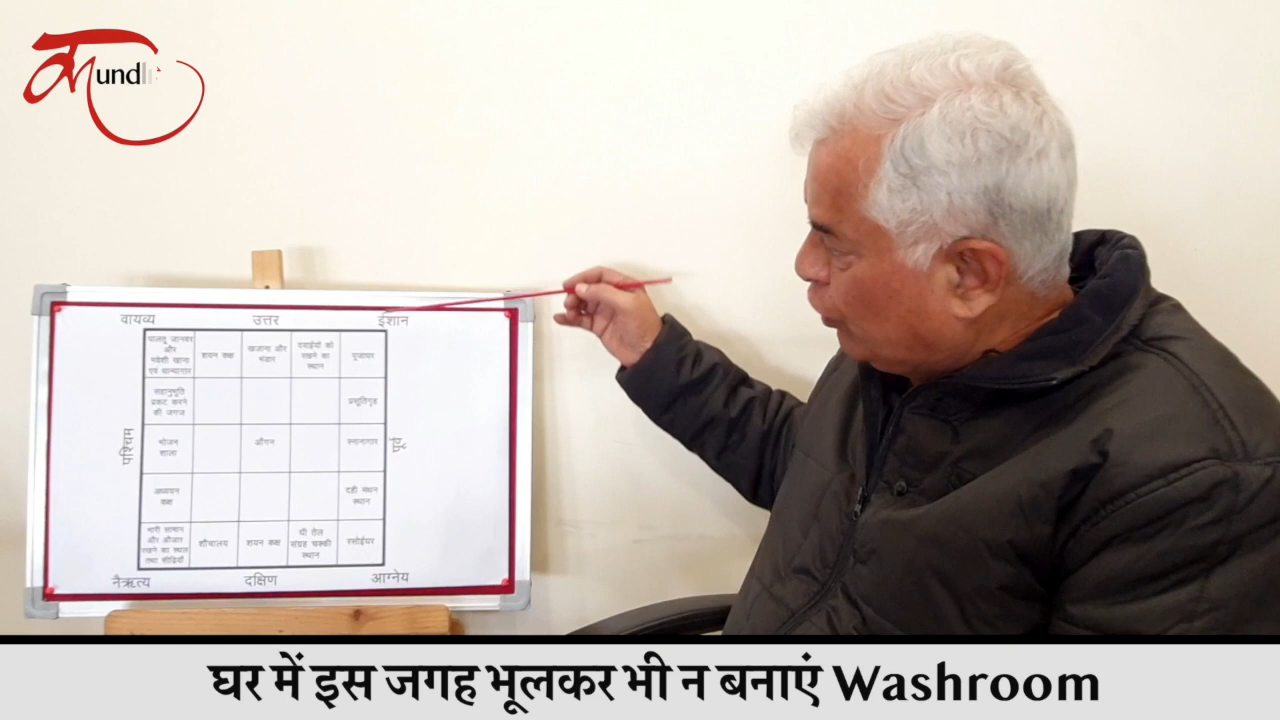 कundli
वायव्य उत्तर ईशान
पालतू जानवर
और
मवेशी खाना
एवं धान्यागार
शयन कक्ष
खजाना और
भंडार
दवाईयों को
रखने का
स्थान
पूजाघर
सहानुभूति
प्रकट करने
की जगज
प्रसूतिगृह
पश्चिम
भोजन
शाला
आँगन
स्नानागार
पूर्व
अध्ययन
कक्ष
दही मंथन
स्थान
भारी सामान
और औजार
रखने का स्थान
तथा सीढ़ियाँ
शौचालय
शयन कक्ष
घी तेल
संग्रह चक्की
स्थान
रसोईघर
नैऋत्य दक्षिण आग्नेय
घर में इस जगह भूलकर भी न बनाएं Washroom